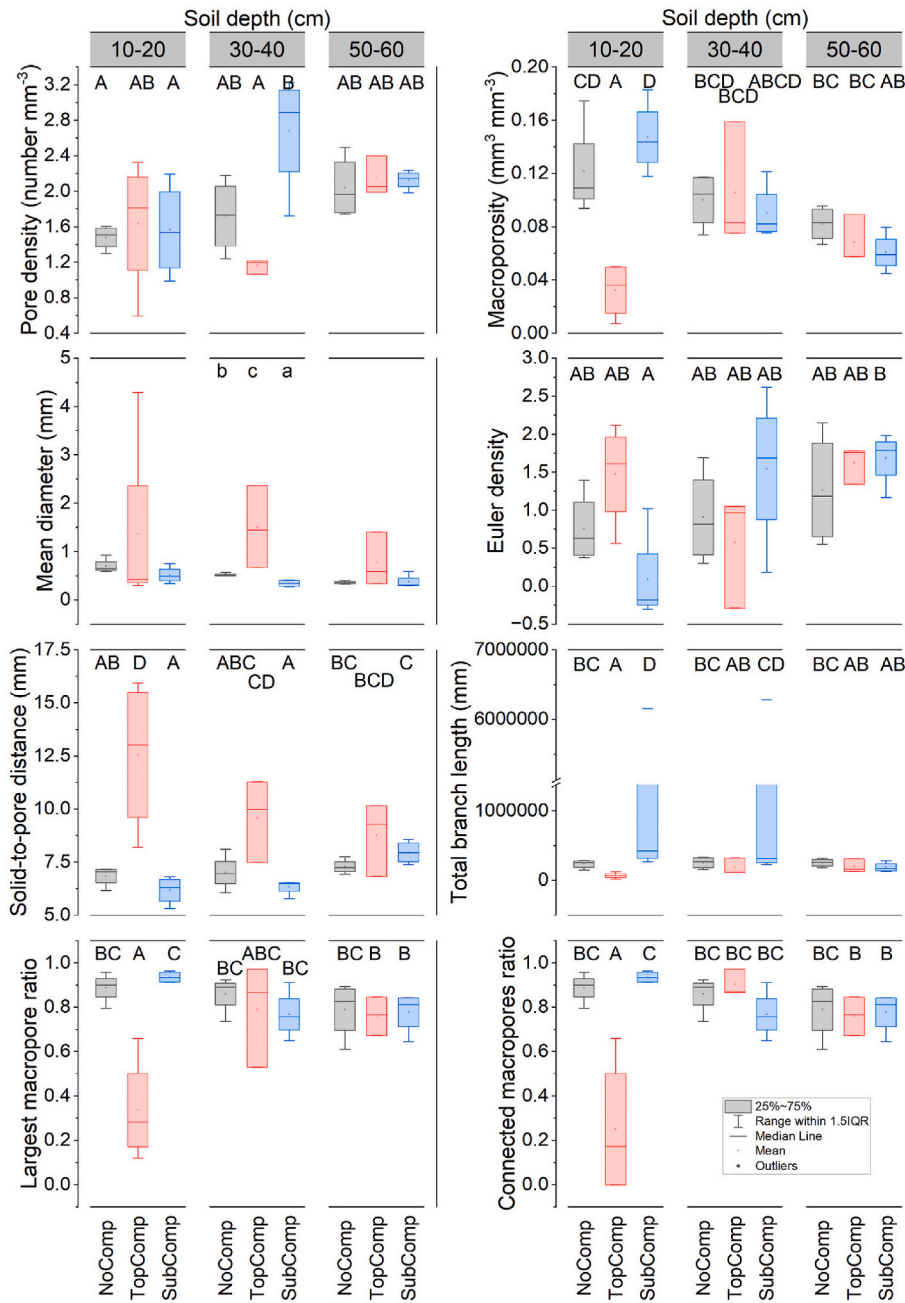 Soil depth (cm)
10-20 30-40 50-60
Pore density (number mm⁻³)
3.2
2.8
2.4
2.0
1.6
1.2
0.8
0.4
A AB A AB A B AB AB AB
Soil depth (cm)
10-20 30-40 50-60
Macroporosity (mm³ mm⁻³)
0.20
0.16
0.12
0.08
0.04
0.00
CD A D BCD ABCD BC BC AB
BCD
Mean diameter (mm)
5
4
3
2
1
0
b c a
Euler density
3.0
2.5
2.0
1.5
1.0
0.5
0.0
-0.5
AB AB A AB AB AB AB AB B
Solid-to-pore distance (mm)
17.5
15.0
12.5
10.0
7.5
5.0
AB D A ABC A BC C
CD BCD
Total branch length (mm)
7000000
6000000
1000000
0
BC A D BC AB CD BC AB AB
Largest macropore ratio
1.0
0.8
0.6
0.4
0.2
0.0
BC A C ABC BC B B
BC BC
NoComp
TopComp
SubComp
NoComp
TopComp
SubComp
NoComp
TopComp
SubComp
Connected macropores ratio
1.0
0.8
0.6
0.4
0.2
0.0
BC A C BC BC BC BC B B
25%~75%
Range within 1.5IQR
Median Line
Mean
Outliers
NoComp
TopComp
SubComp
NoComp
TopComp
SubComp
NoComp
TopComp
SubComp